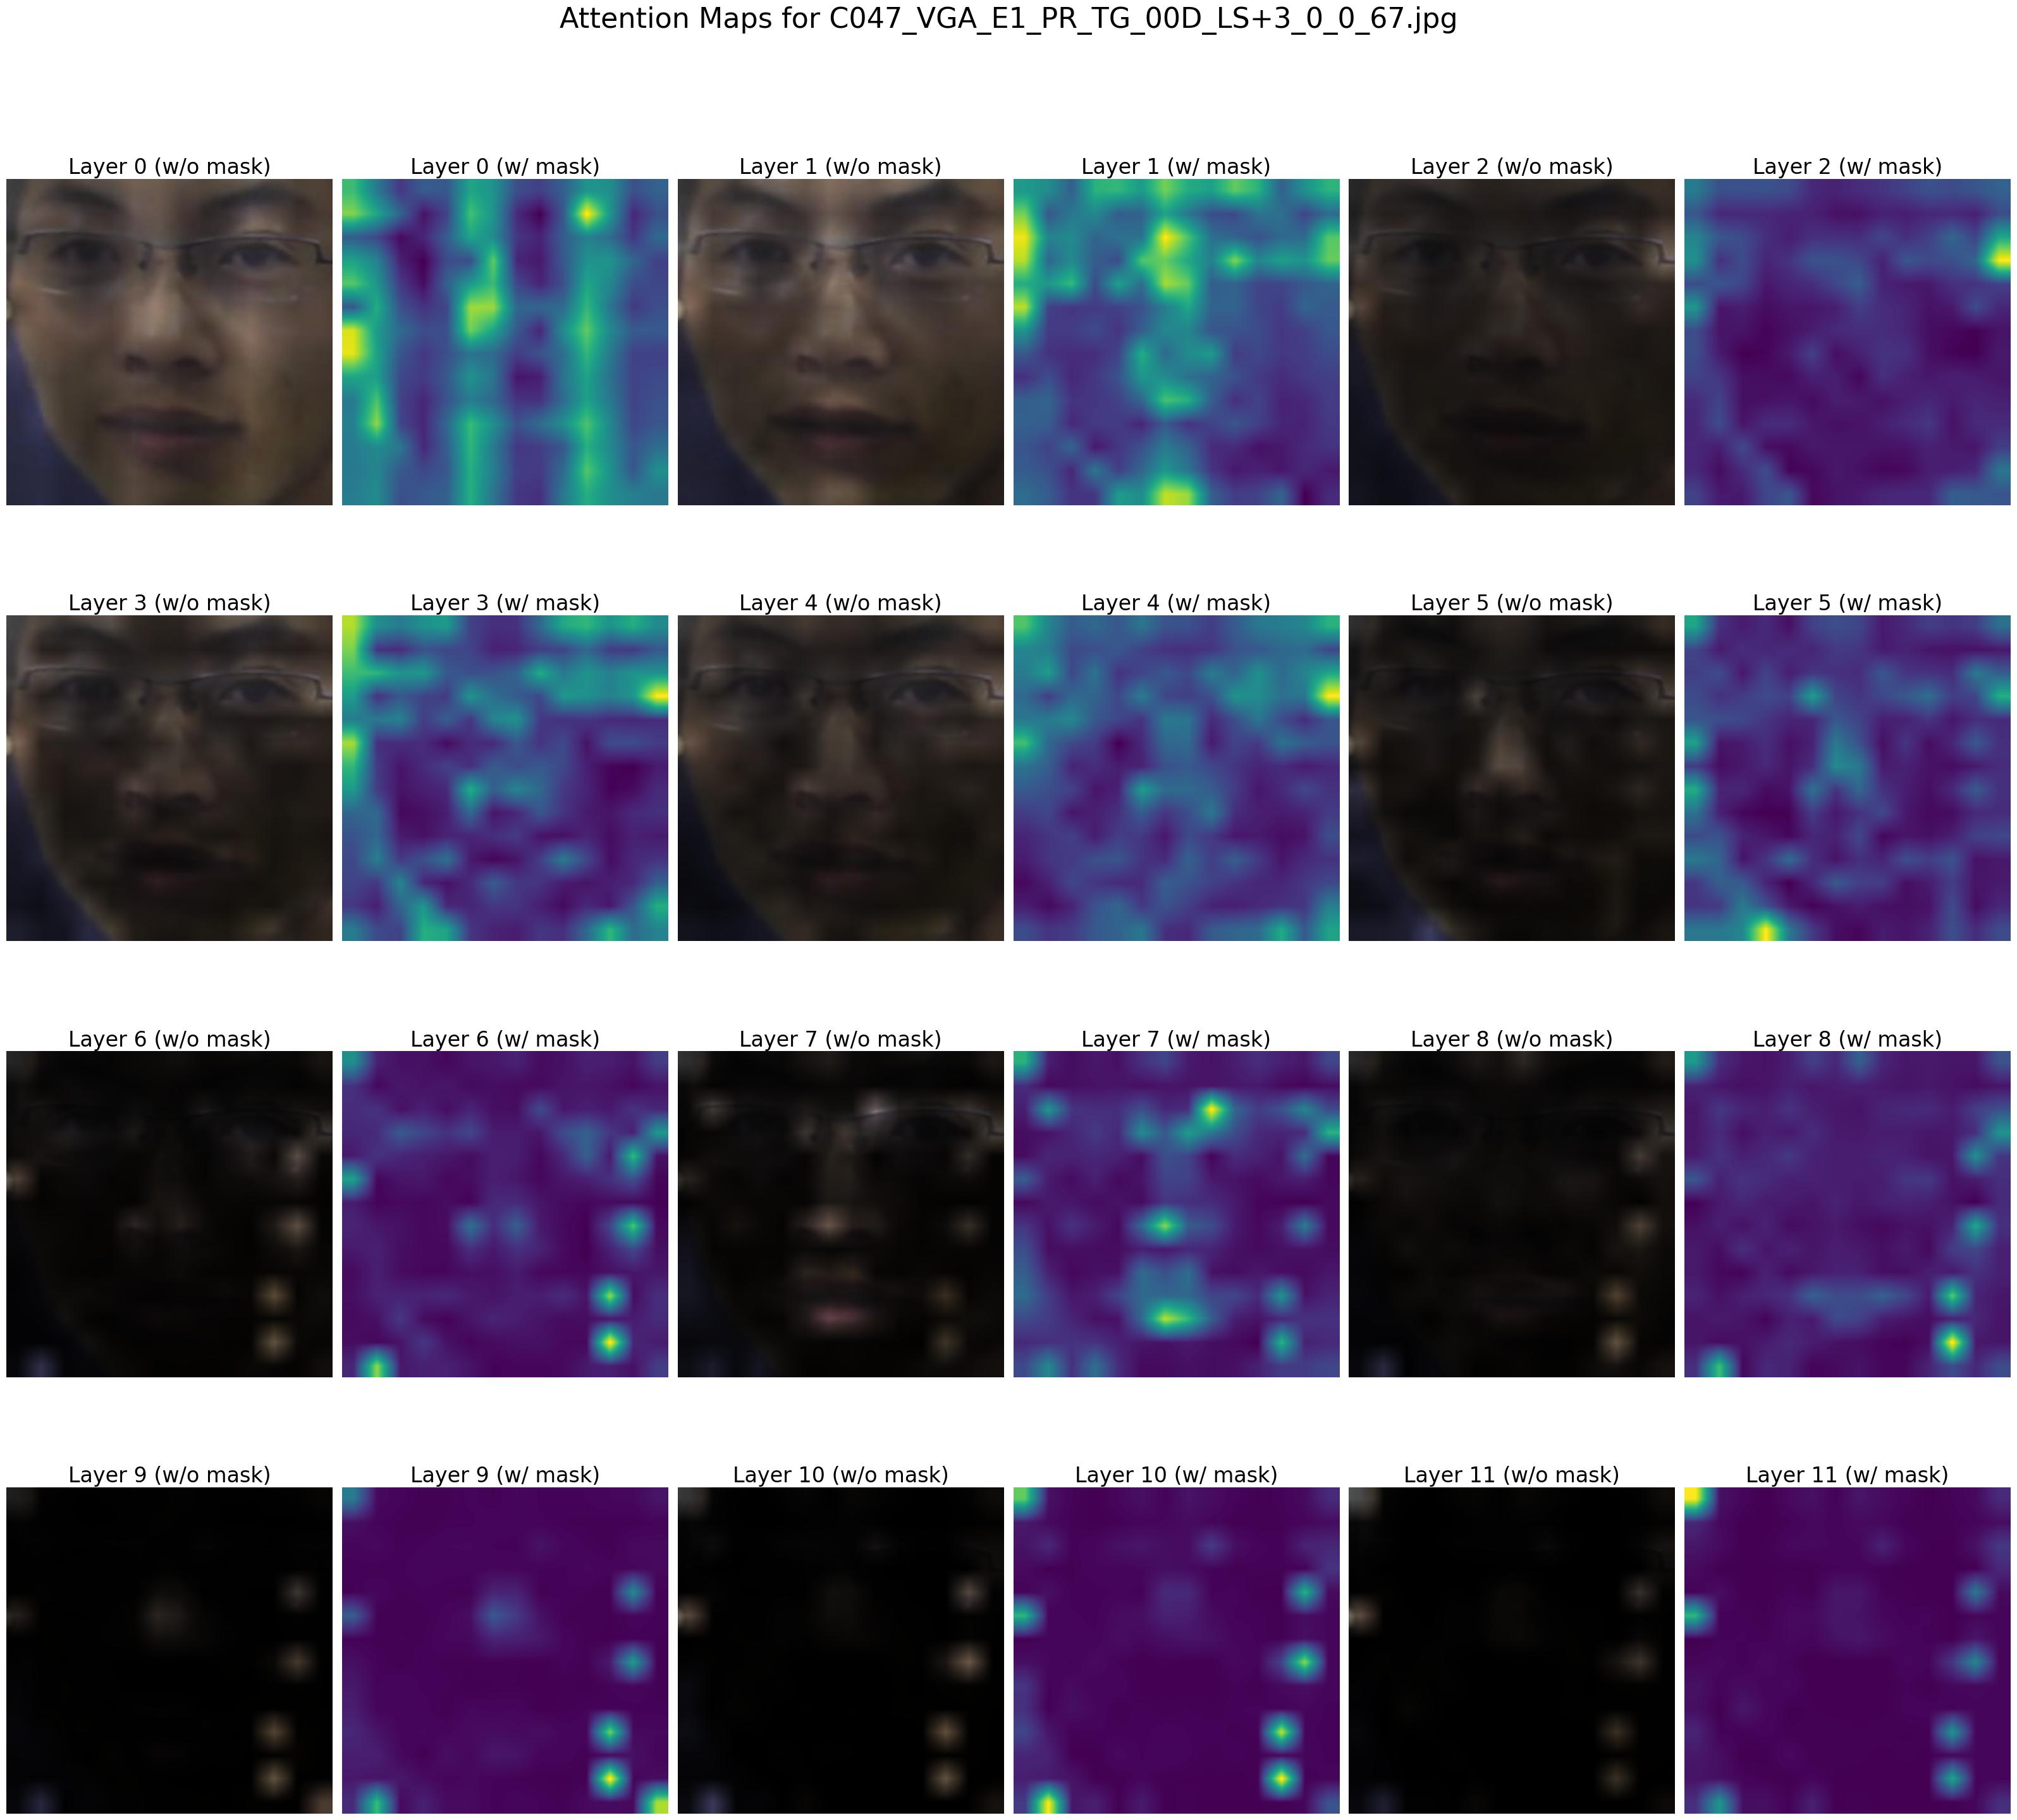 Attention Maps for C047_VGA_E1_PR_TG_00D_LS+3_0_0_67.jpg
Layer 0 (w/o mask) Layer 0 (w/ mask) Layer 1 (w/o mask) Layer 1 (w/ mask) Layer 2 (w/o mask) Layer 2 (w/ mask)
Layer 3 (w/o mask) Layer 3 (w/ mask) Layer 4 (w/o mask) Layer 4 (w/ mask) Layer 5 (w/o mask) Layer 5 (w/ mask)
Layer 6 (w/o mask) Layer 6 (w/ mask) Layer 7 (w/o mask) Layer 7 (w/ mask) Layer 8 (w/o mask) Layer 8 (w/ mask)
Layer 9 (w/o mask) Layer 9 (w/ mask) Layer 10 (w/o mask) Layer 10 (w/ mask) Layer 11 (w/o mask) Layer 11 (w/ mask)